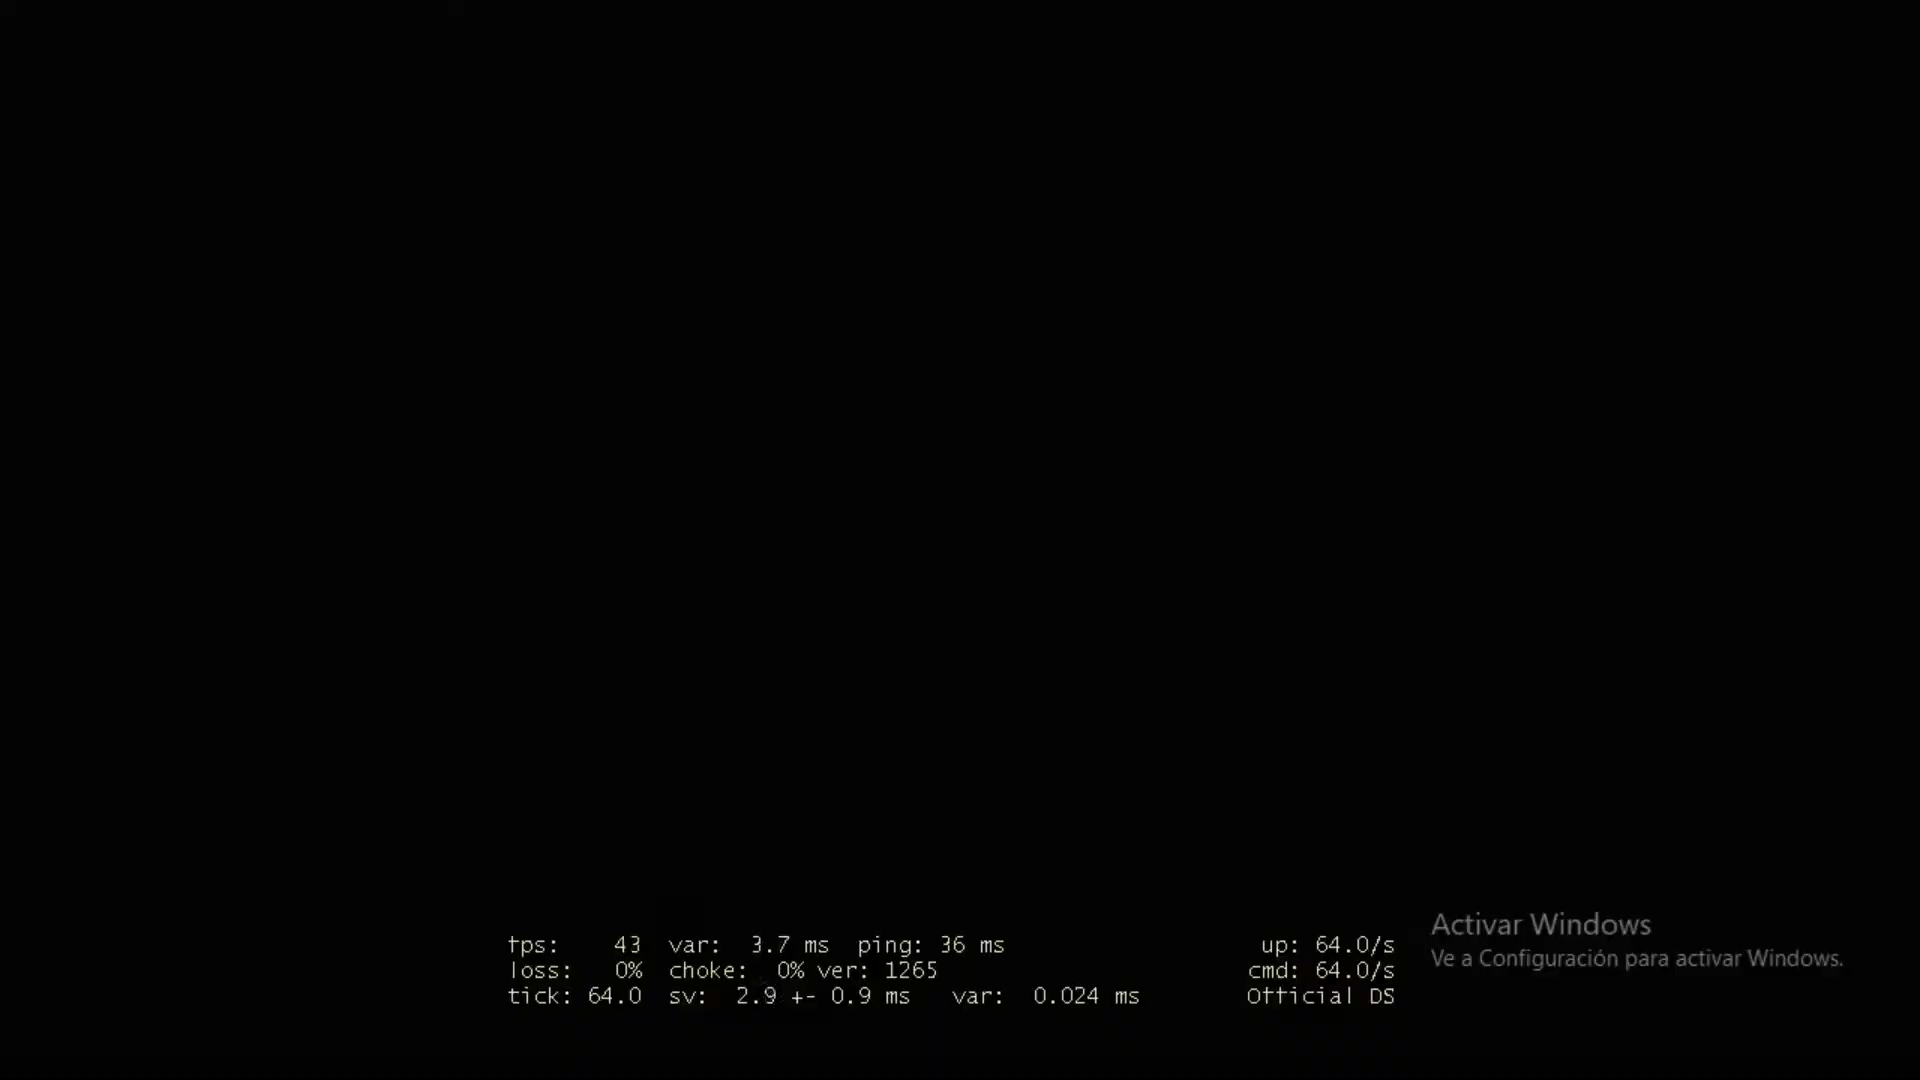 fps: 43 var: 3.7 ms ping: 36 ms up: 64.0/s
loss: 0% choke: 0% ver: 1265 cmd: 64.0/s
tick: 64.0 sv: 2.9 +- 0.9 ms var: 0.024 ms Official DS
Activar Windows
Ve a Configuración para activar Windows.